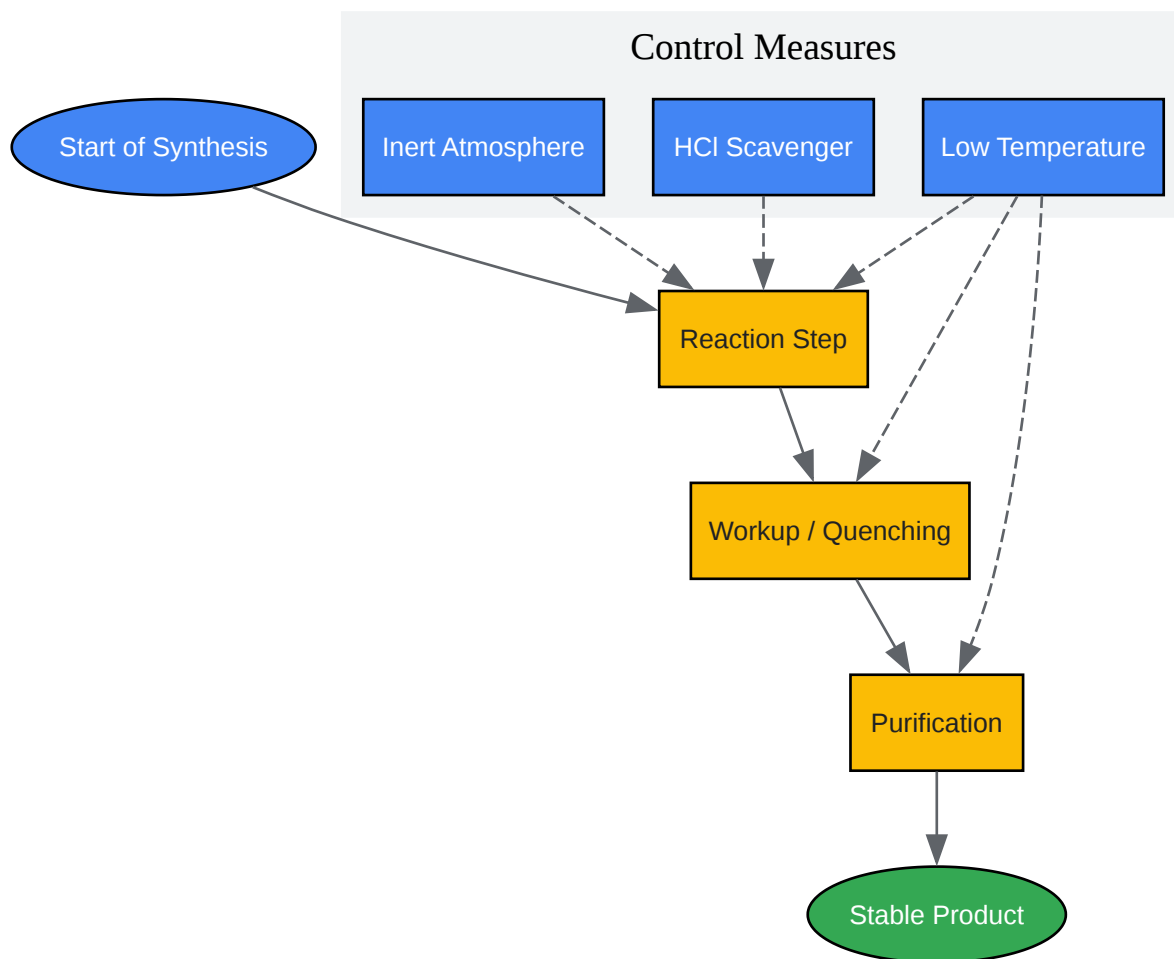 Control Measures
Start of Synthesis
Inert Atmosphere
HCl Scavenger
Low Temperature
Reaction Step
Workup / Quenching
Purification
Stable Product